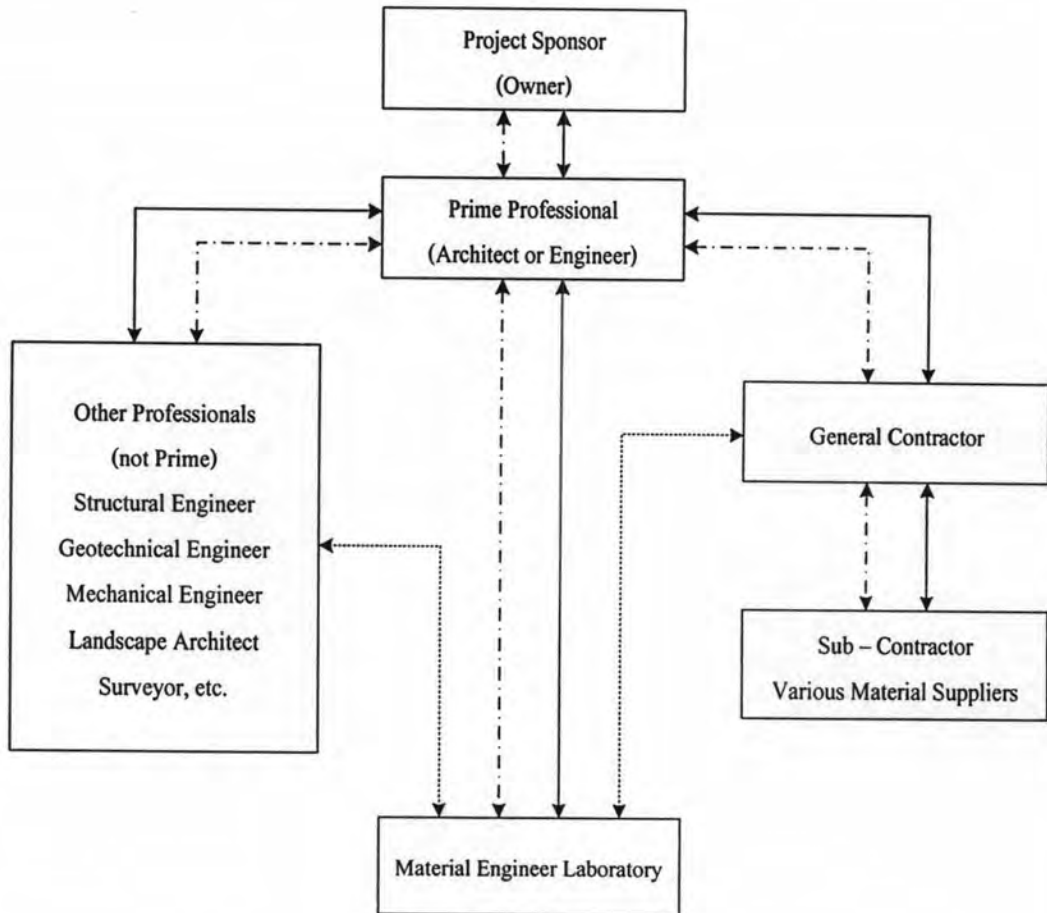 Project Sponsor
(Owner)
Prime Professional
(Architect or Engineer)
Other Professionals
(not Prime)
Structural Engineer
Geotechnical Engineer
Mechanical Engineer
Landscape Architect
Surveyor, etc.
General Contractor
Sub – Contractor
Various Material Suppliers
Material Engineer Laboratory